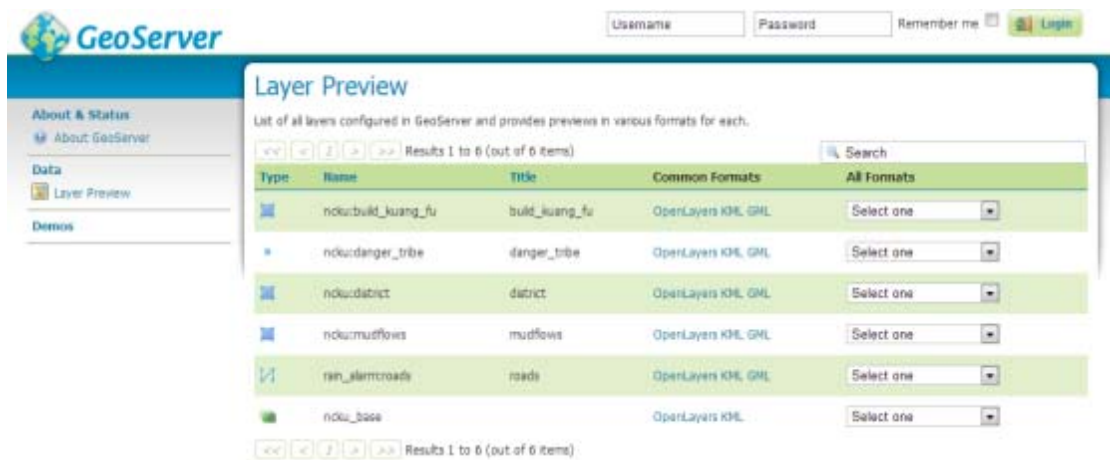 GeoServer
Username Password Remember me Login
Layer Preview
List of all layers configured in GeoServer and provides previews in various formats for each.
About & Status
About GeoServer
Data
Layer Preview
Demos
<< < 1 > >> Results 1 to 6 (out of 6 items) Search
Type Name Title Common Formats All Formats
ncku:build_kuang_fu build_kuang_fu OpenLayers KML GML Select one
ncku:danger_tribe danger_tribe OpenLayers KML GML Select one
ncku:datrict datrict OpenLayers KML GML Select one
ncku:mudflows mudflows OpenLayers KML GML Select one
rain_alarm:roads roads OpenLayers KML GML Select one
ncku_base OpenLayers KML Select one
<< < 1 > >> Results 1 to 6 (out of 6 items)